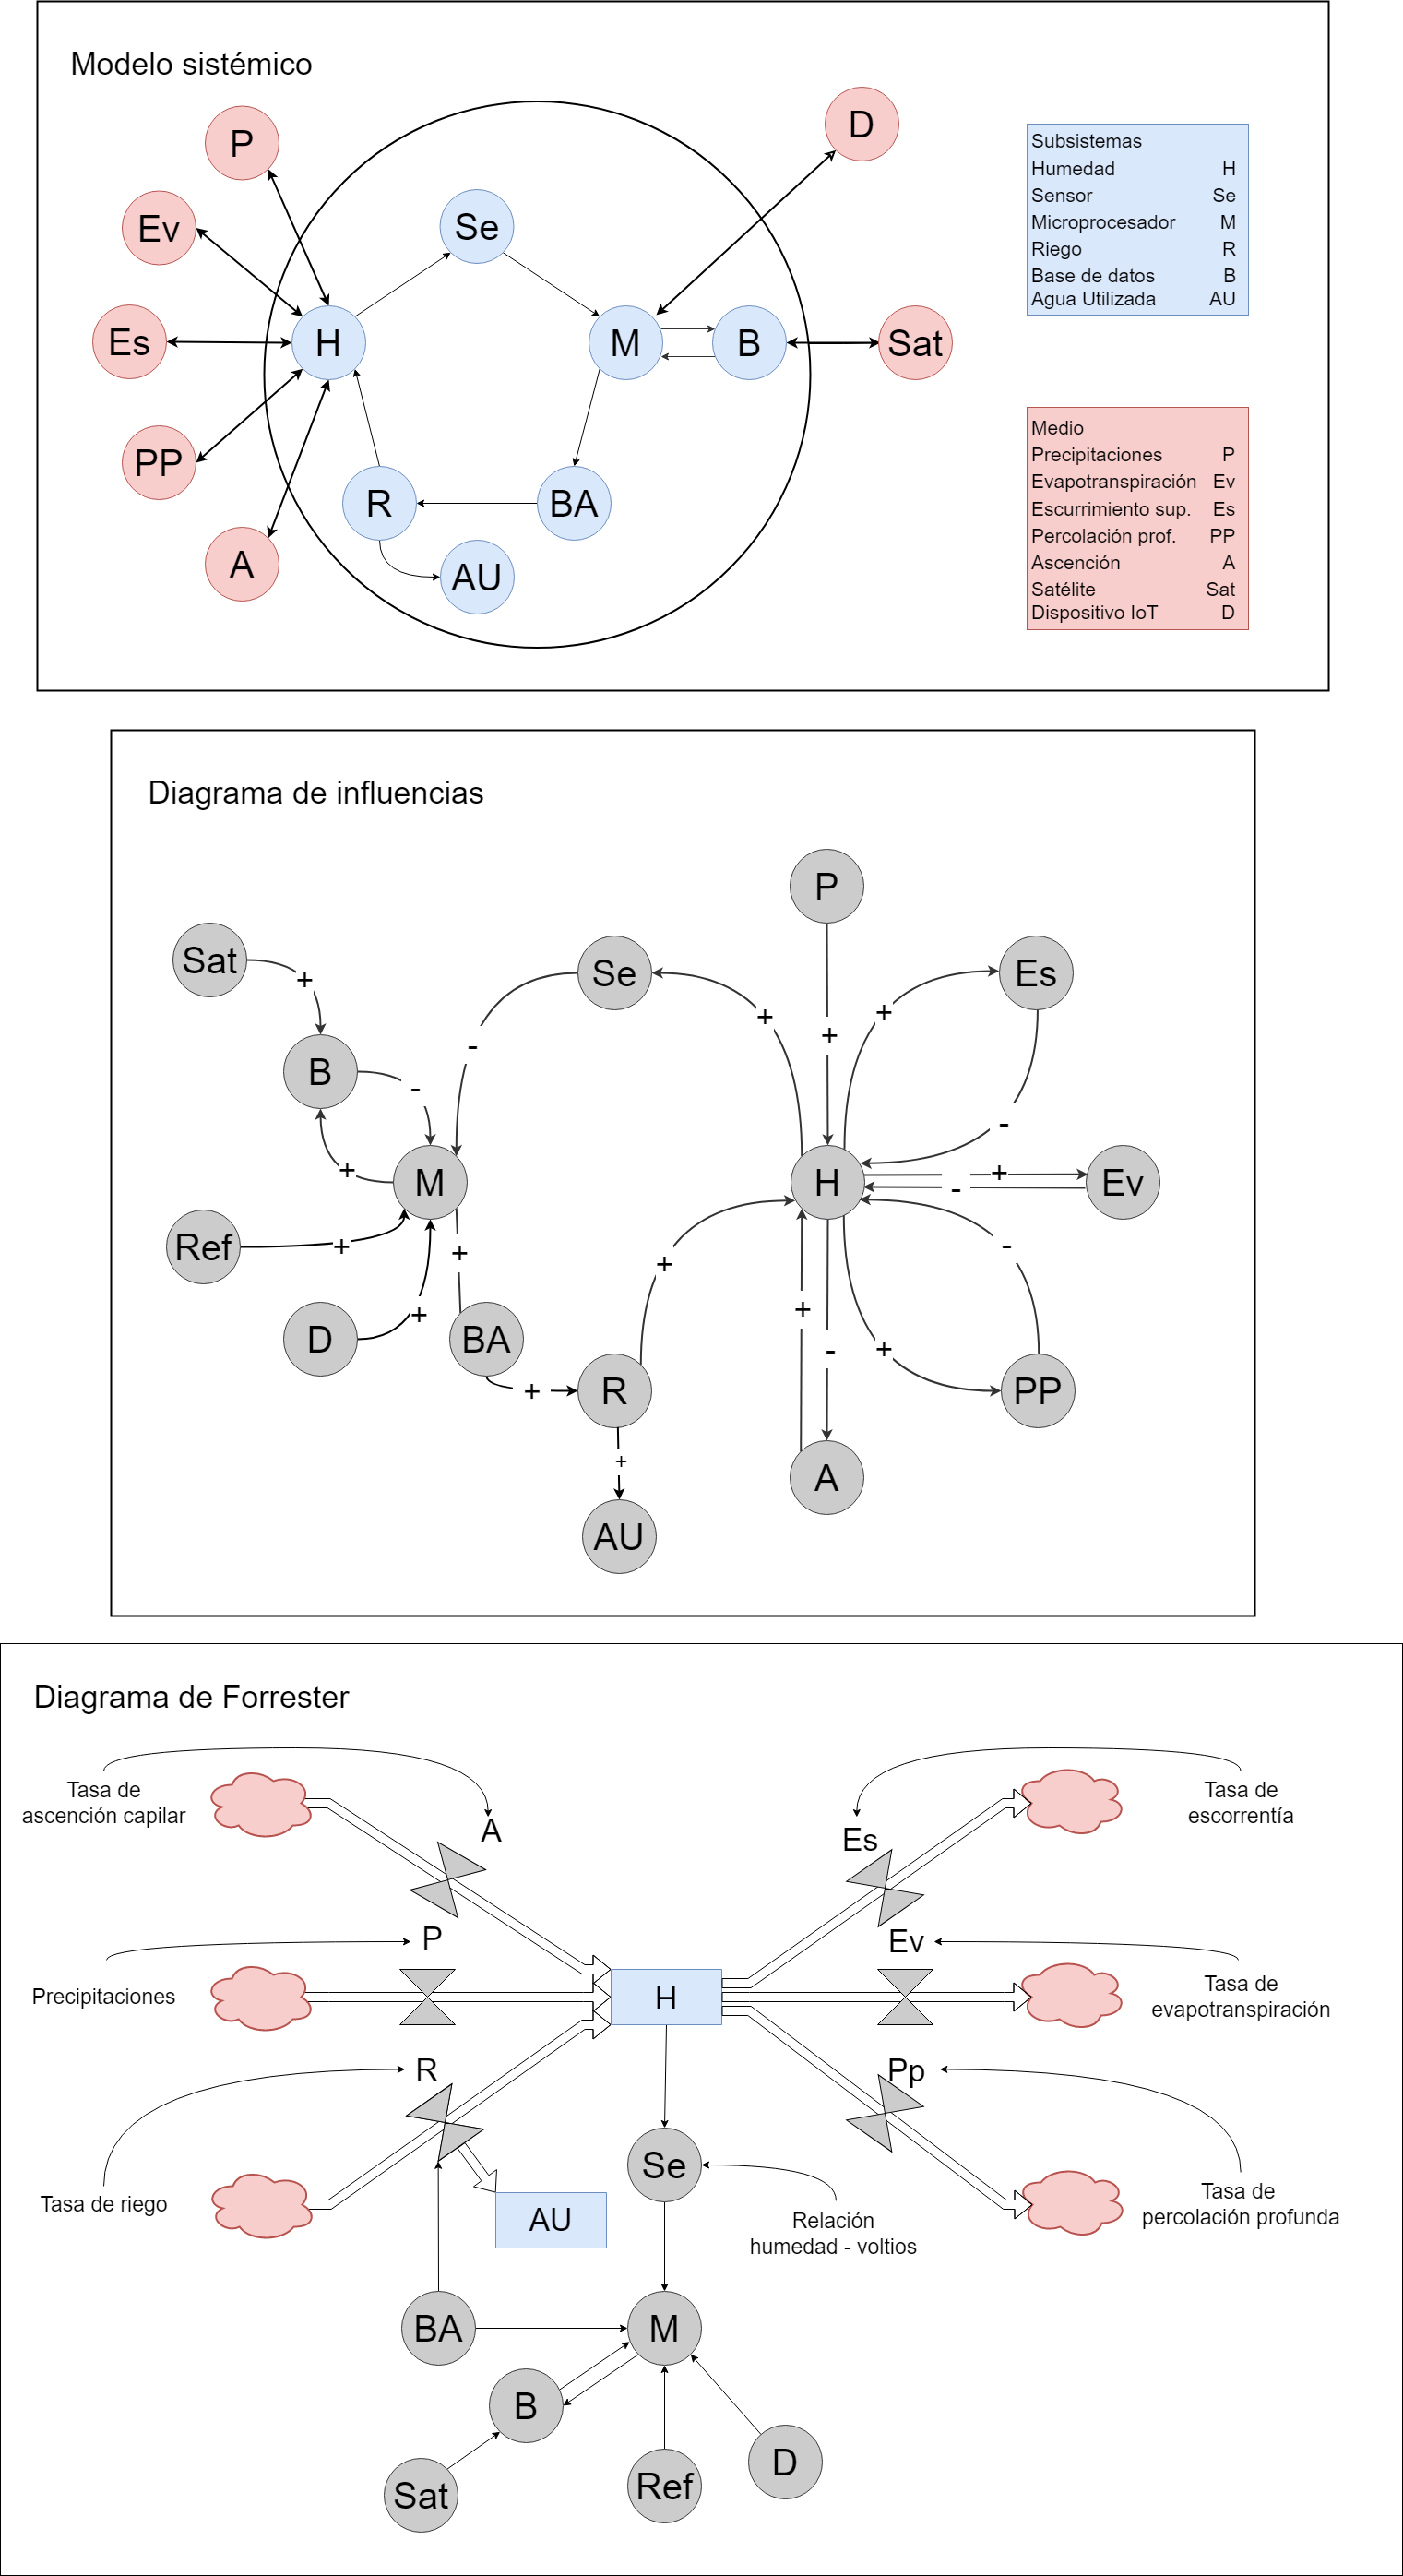 Modelo sistémico
P
Ev
Es
PP
A
H
Se
M
B
BA
R
AU
D
Sat
Subsistemas
Humedad H
Sensor Se
Microprocesador M
Riego R
Base de datos B
Agua Utilizada AU
Medio
Precipitaciones P
Evapotranspiración Ev
Escurrimiento sup. Es
Percolación prof. PP
Ascención A
Satélite Sat
Dispositivo IoT D
Diagrama de influencias
P
Sat
Se
Es
+
+
+
+
-
B
-
-
+
M
H
+
-
Ev
Ref
+
+
+
-
+
D
+
BA
-
+
+
R
PP
+
A
AU
Diagrama de Forrester
Tasa de
ascención capilar
A
Es
Tasa de
escorrentía
P
Ev
Precipitaciones
H
Tasa de
evapotranspiración
R
Pp
Tasa de riego
Se
Tasa de
percolación profunda
AU
Relación
humedad - voltios
BA
M
B
D
Sat
Ref